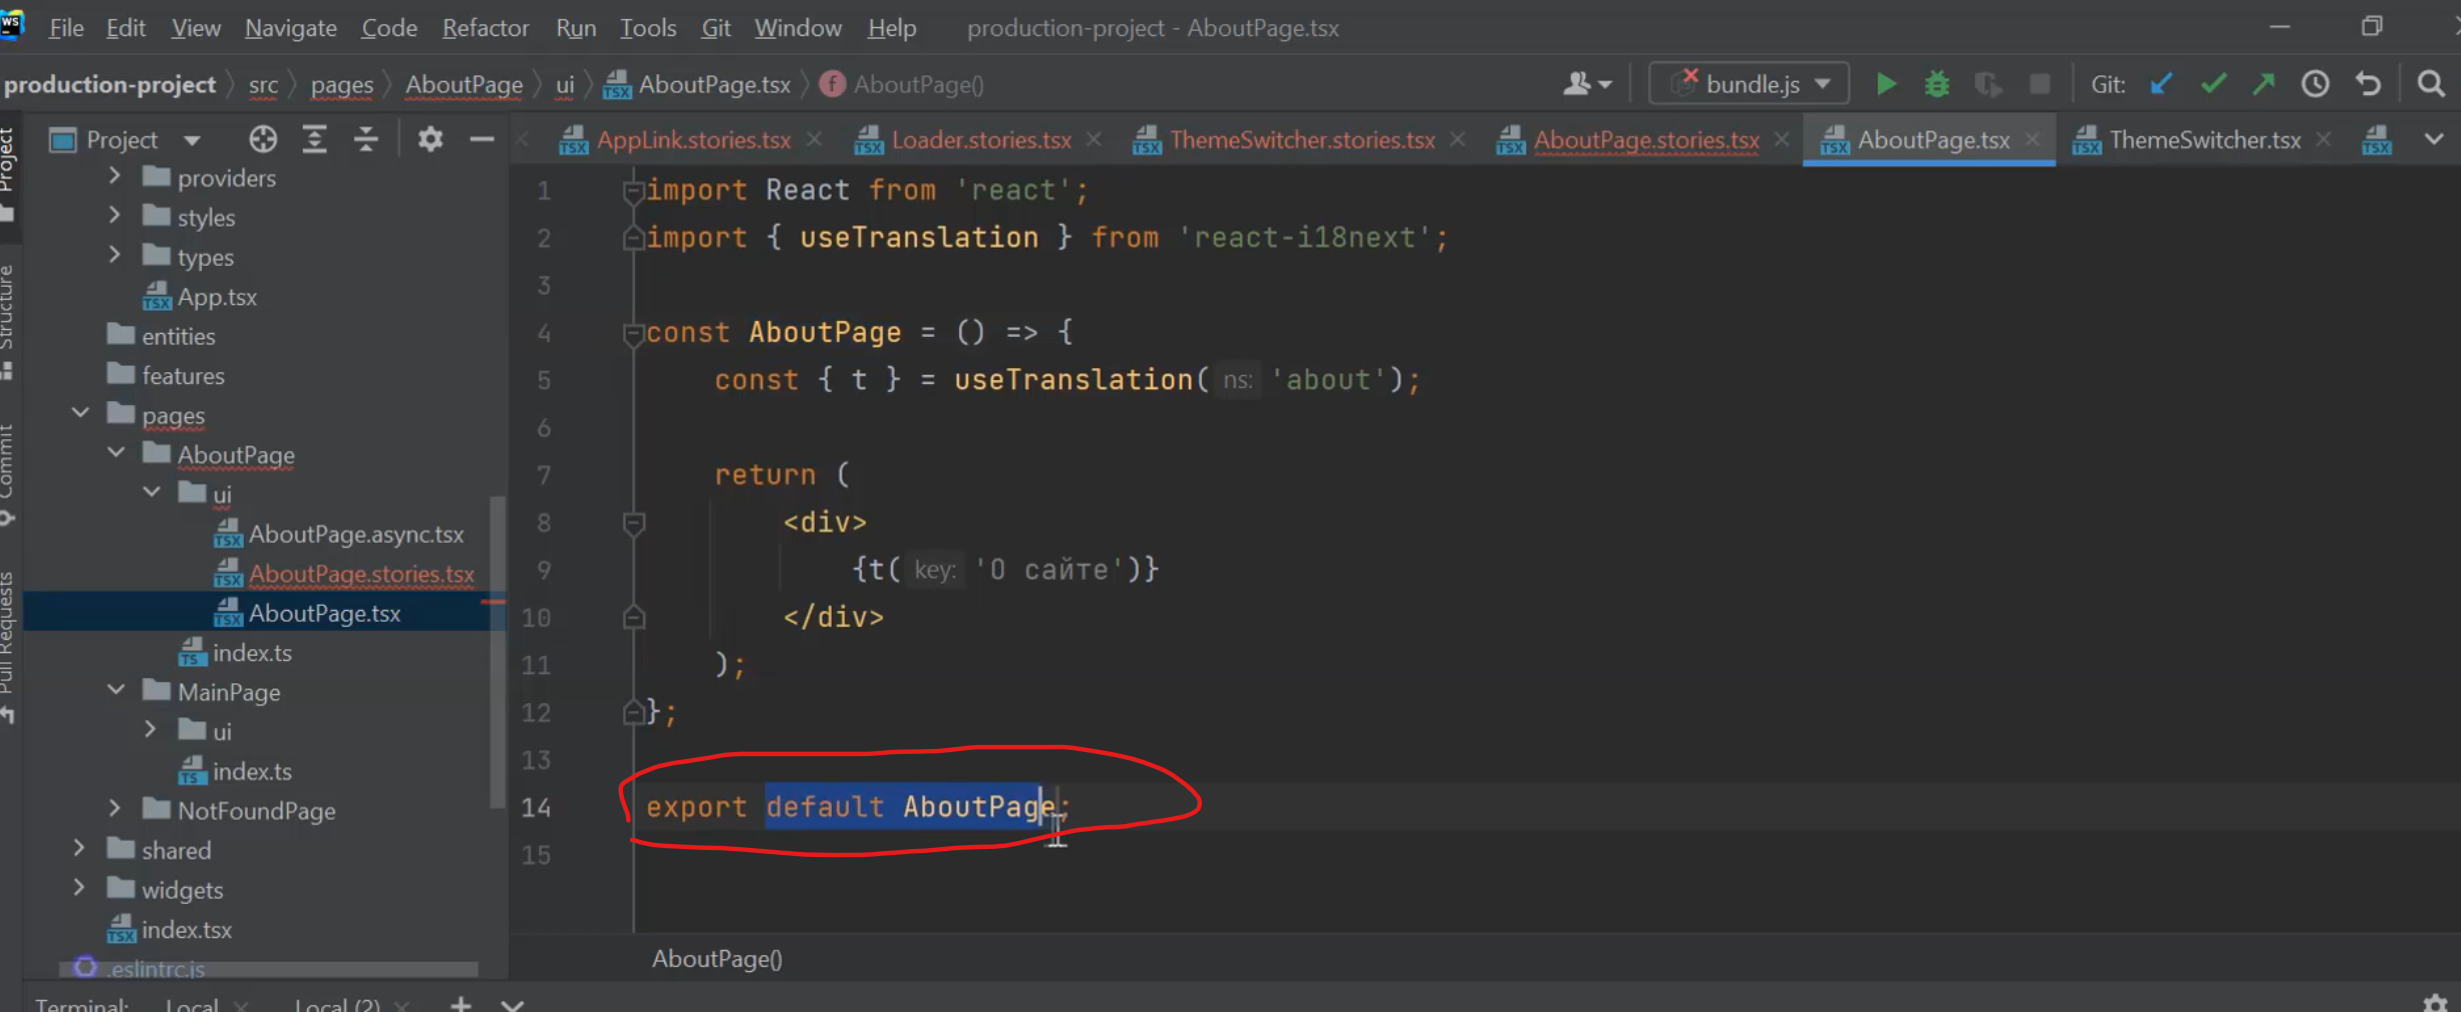 WS
File Edit View Navigate Code Refactor Run Tools Git Window Help production-project - AboutPage.tsx
production-project src pages AboutPage ui AboutPage.tsx f AboutPage() bundle.js Git:
Project AppLink.stories.tsx Loader.stories.tsx ThemeSwitcher.stories.tsx AboutPage.stories.tsx AboutPage.tsx ThemeSwitcher.tsx
Project
Structure
Commit
Pull Requests
providers
styles
types
App.tsx
entities
features
pages
AboutPage
ui
AboutPage.async.tsx
AboutPage.stories.tsx
AboutPage.tsx
index.ts
MainPage
ui
index.ts
NotFoundPage
shared
widgets
index.tsx
.eslintrc.js
1 import React from 'react';
2 import { useTranslation } from 'react-i18next';
3
4 const AboutPage = () => {
5 const { t } = useTranslation( ns: 'about');
6
7 return (
8 <div>
9 {t( key: 'О сайте')}
10 </div>
11 );
12 };
13
14 export default AboutPage;
15
AboutPage()
Terminal: Local Local (2)